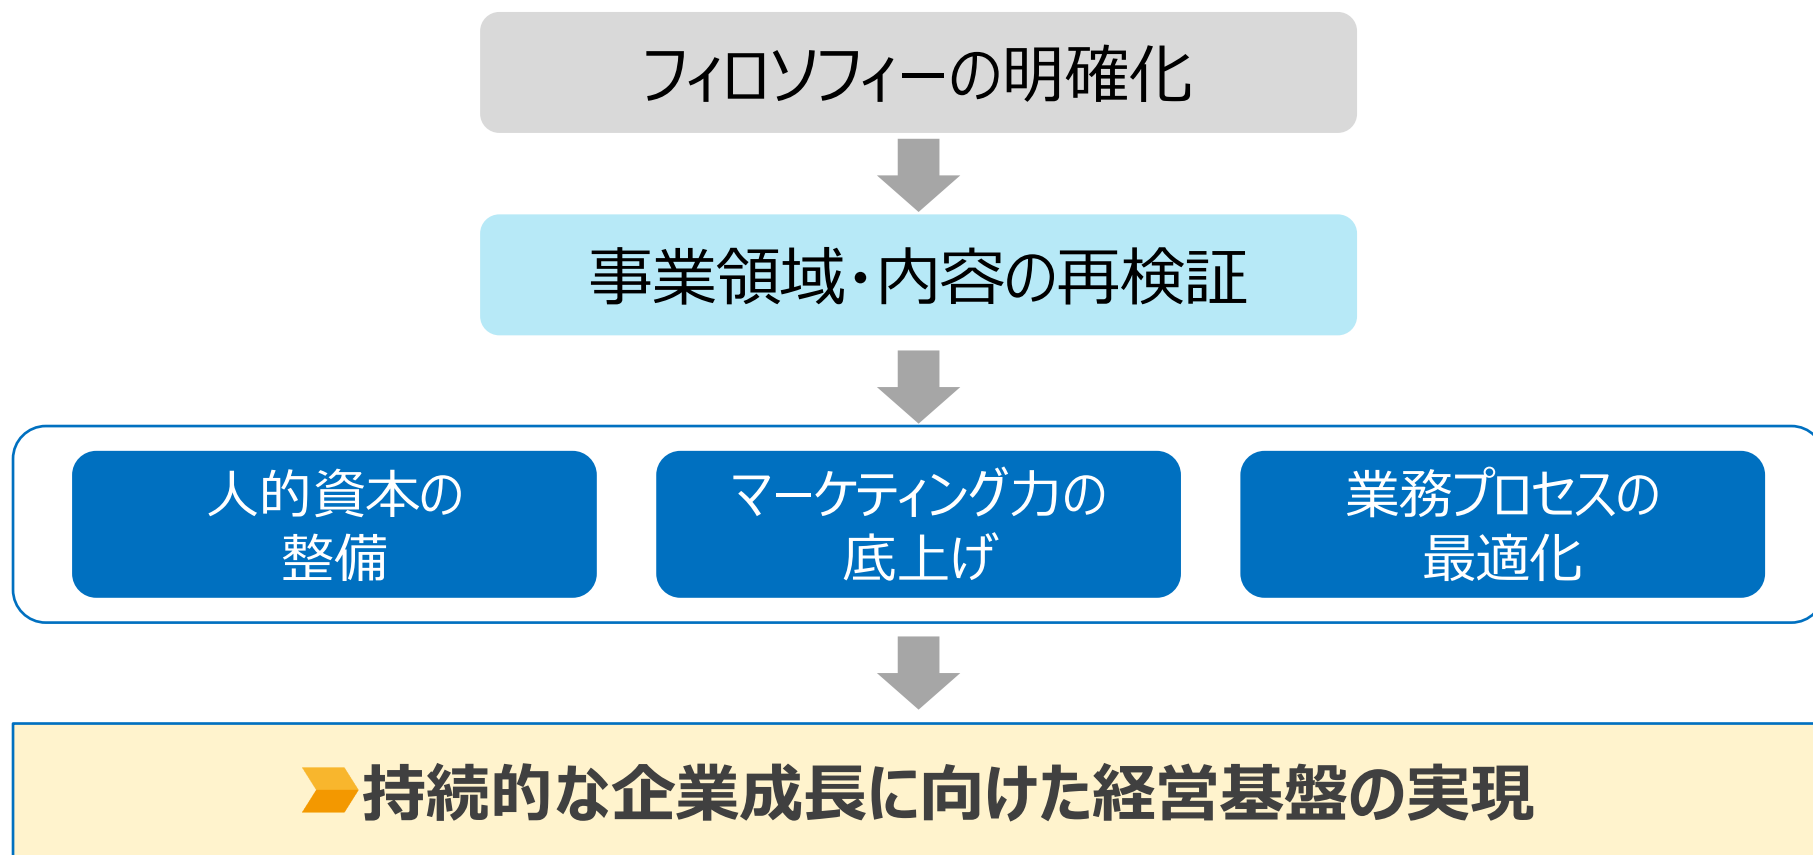 フィロソフィーの明確化
事業領域・内容の再検証
人的資本の
整備
マーケティング力の
底上げ
業務プロセスの
最適化
持続的な企業成長に向けた経営基盤の実現